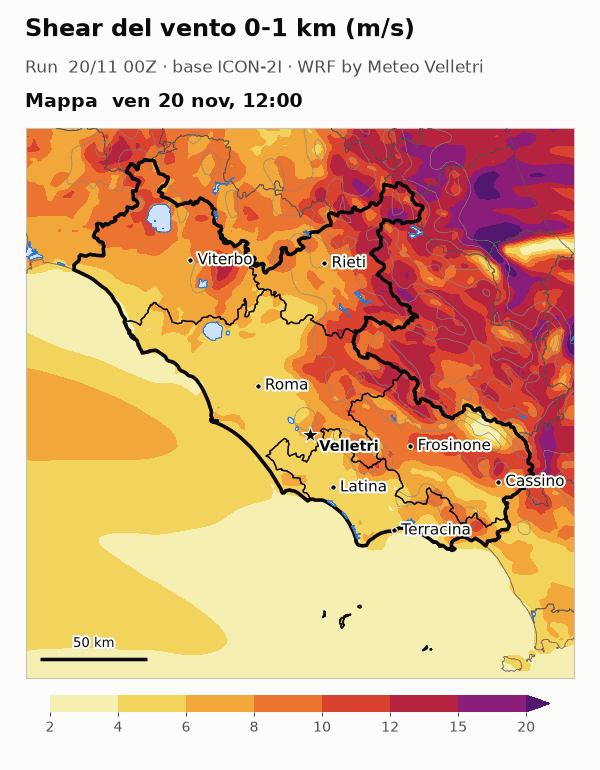 Shear del vento 0-1 km (m/s)
Run  20/11 00Z · base ICON-2I · WRF by Meteo Velletri
Mappa  ven 20 nov, 12:00
Viterbo
Rieti
Roma
Velletri
Frosinone
Latina
Cassino
Terracina
50 km
2 4 6 8 10 12 15 20